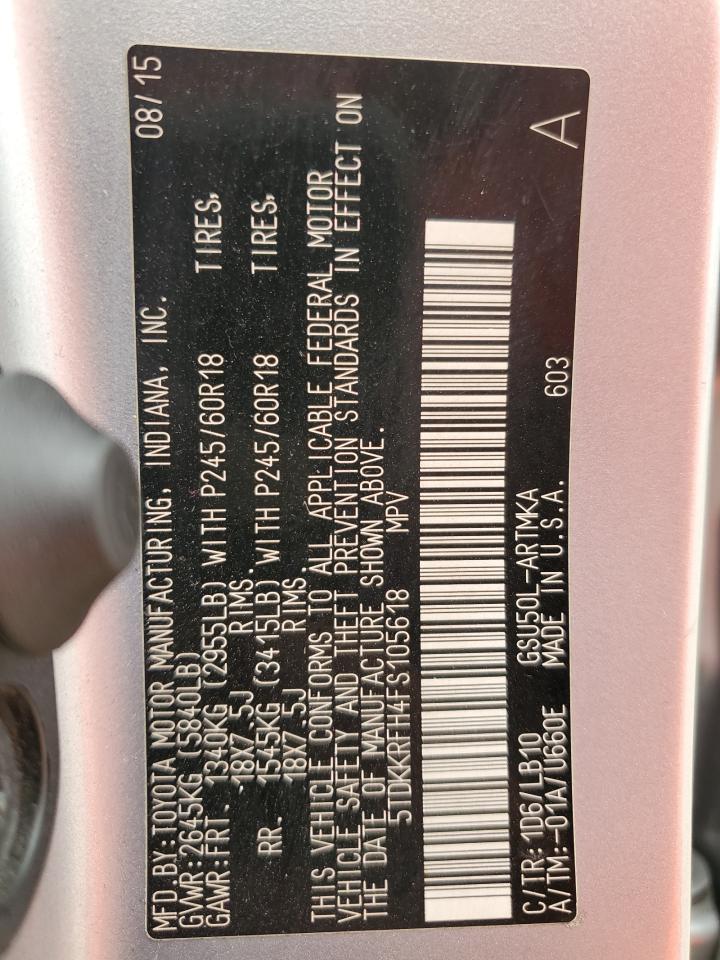 MFD.BY:TOYOTA MOTOR MANUFACTURING, INDIANA, INC. 08/15
GVWR:2645KG(5840LB)
GAWR:FRT. 1340KG (2955LB) WITH P245/60R18 TIRES,
18X7.5J RIMS.
RR. 1545KG (3415LB) WITH P245/60R18 TIRES,
18X7.5J RIMS.
THIS VEHICLE CONFORMS TO ALL APPLICABLE FEDERAL MOTOR
VEHICLE SAFETY AND THEFT PREVENTION STANDARDS IN EFFECT ON
THE DATE OF MANUFACTURE SHOWN ABOVE.
5TDKKRFH4FS105618 MPV
C/TR:1D6/LB10 GSU50L-ARTMKA 603 A
A/TM:-01A/U660E MADE IN U.S.A.